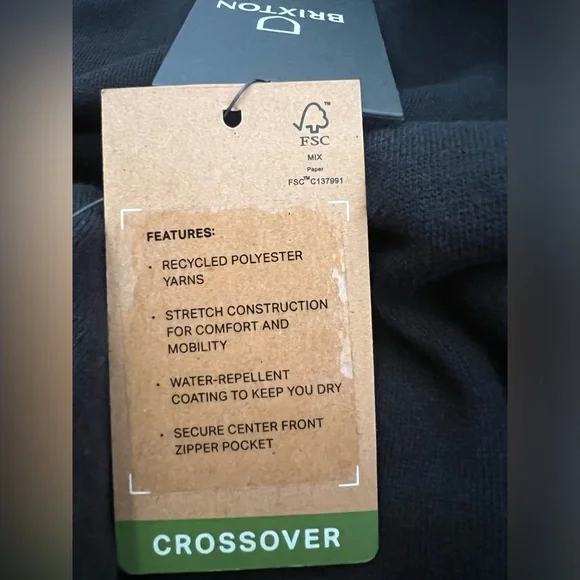 BRIXTON
FSC™
MIX
Paper
FSC™ C137991
FEATURES:
• RECYCLED POLYESTER
YARNS
• STRETCH CONSTRUCTION
FOR COMFORT AND
MOBILITY
• WATER-REPELLENT
COATING TO KEEP YOU DRY
• SECURE CENTER FRONT
ZIPPER POCKET
CROSSOVER